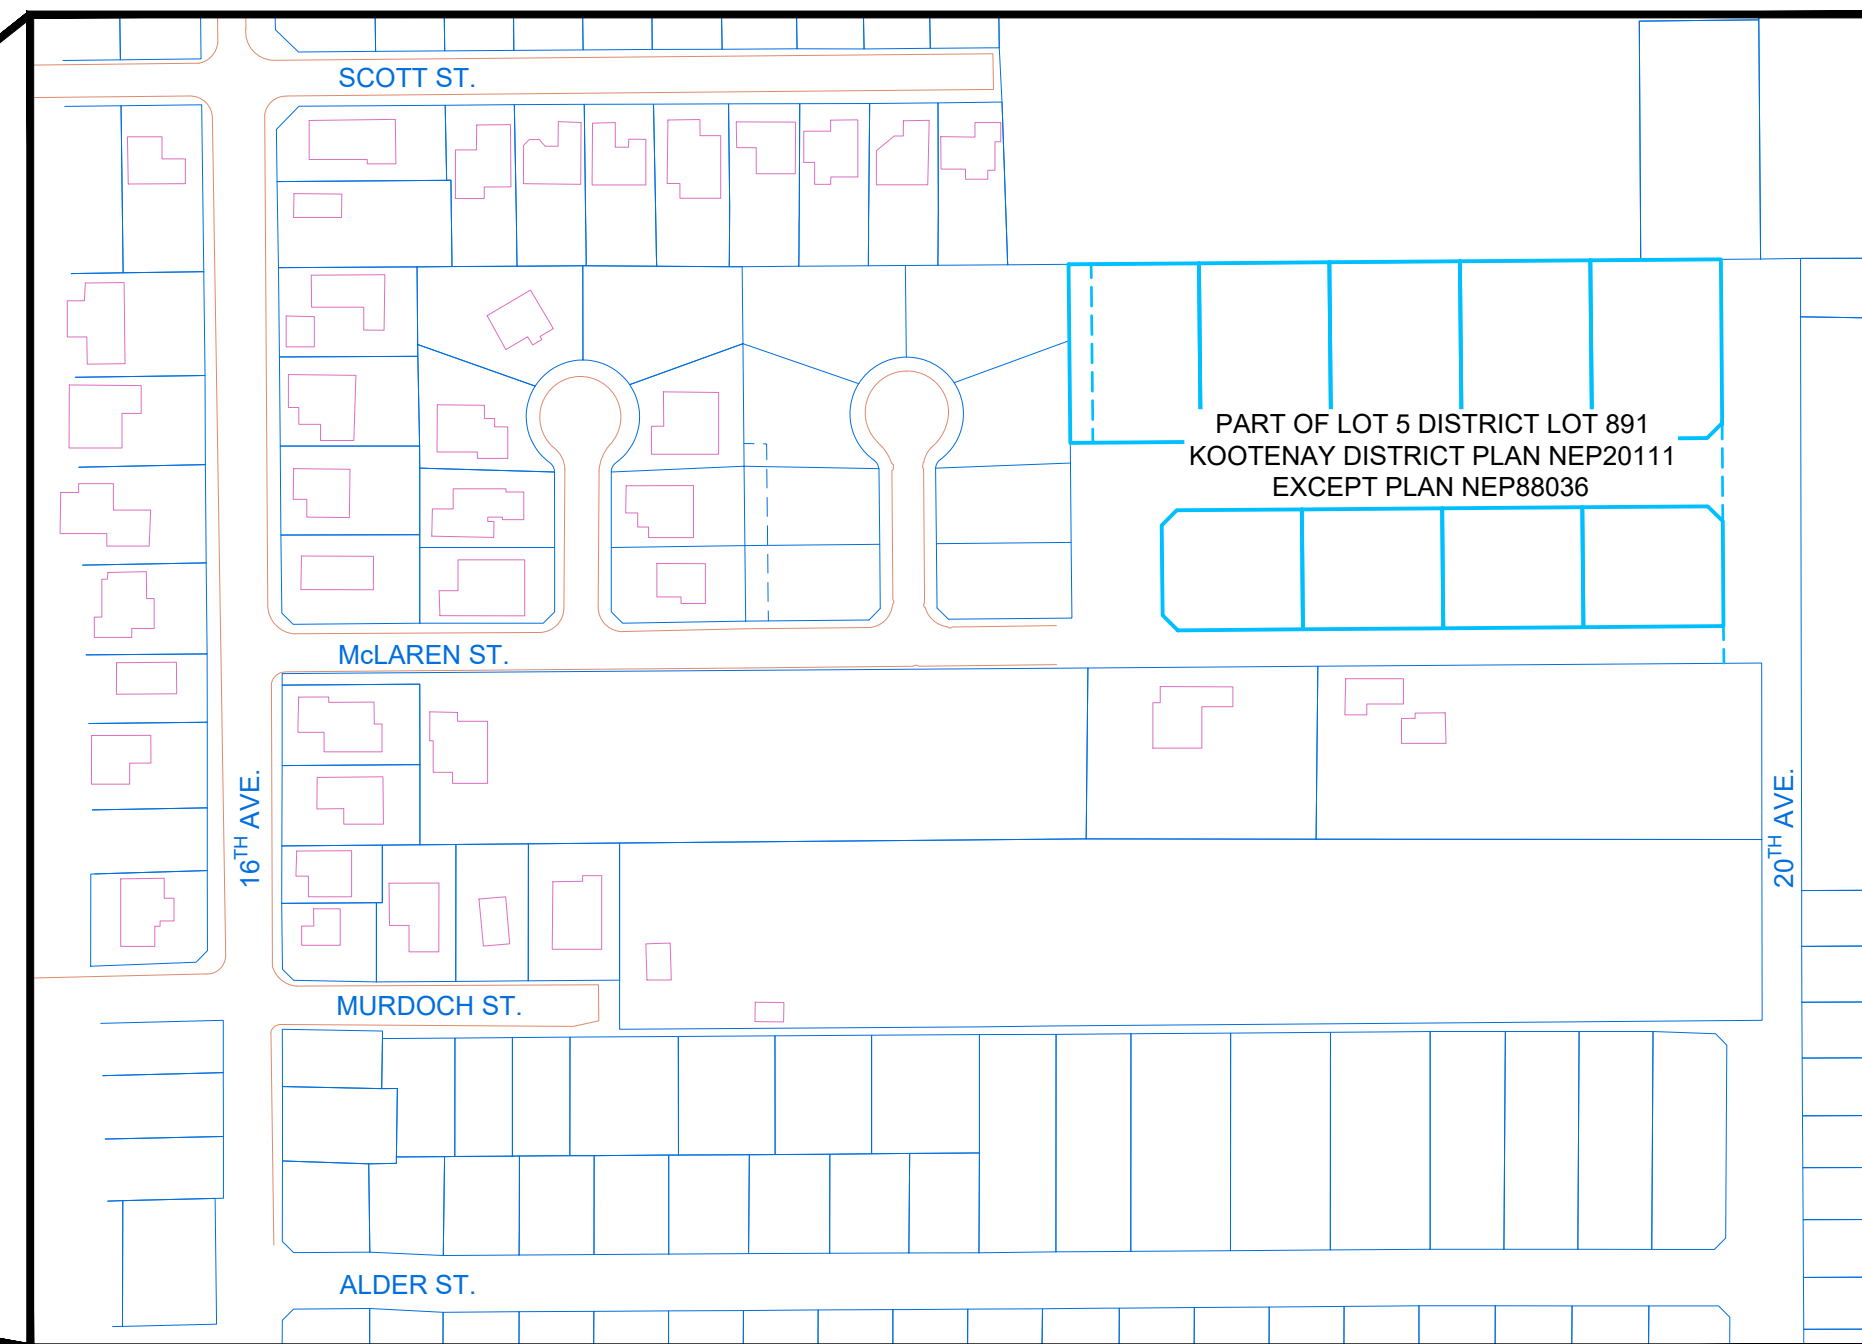 SCOTT ST.
PART OF LOT 5 DISTRICT LOT 891
KOOTENAY DISTRICT PLAN NEP20111
EXCEPT PLAN NEP88036
McLAREN ST.
16TH AVE.
20TH AVE.
MURDOCH ST.
ALDER ST.